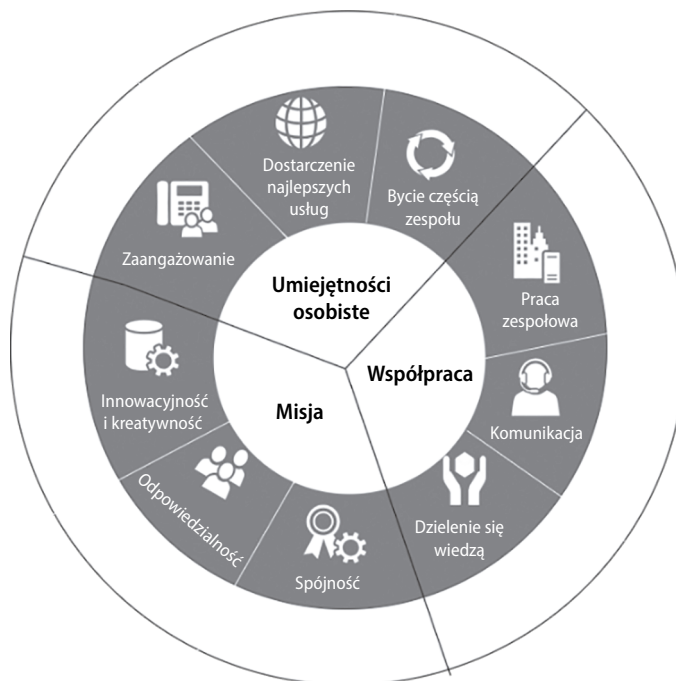 Dostarczenie
najlepszych
usług
Bycie częścią
zespołu
Zaangażowanie
Umiejętności
osobiste
Praca
zespołowa
Współpraca
Misja
Innowacyjność
i kreatywność
Komunikacja
Odpowiedzialność
Dzielenie się
wiedzą
Spójność